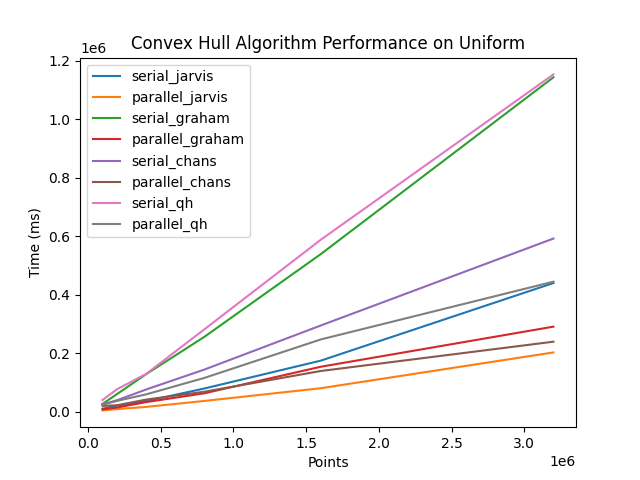 Convex Hull Algorithm Performance on Uniform
1e6
serial_jarvis
parallel_jarvis
serial_graham
parallel_graham
serial_chans
parallel_chans
serial_qh
parallel_qh
Time (ms)
1.2
1.0
0.8
0.6
0.4
0.2
0.0
0.0 0.5 1.0 1.5 2.0 2.5 3.0
Points
1e6